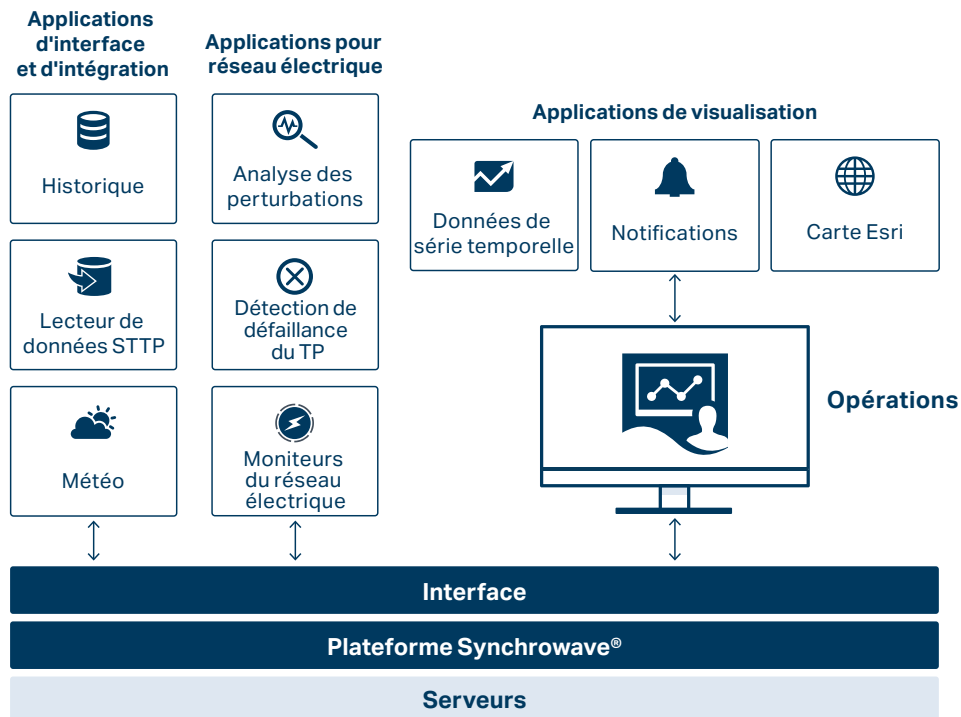 Applications
d'interface
et d'intégration
Historique
Lecteur de
données STTP
Météo
Applications pour
réseau électrique
Analyse des
perturbations
Détection de
défaillance
du TP
Moniteurs
du réseau
électrique
Applications de visualisation
Données de
série temporelle
Notifications
Carte Esri
Opérations
Interface
Plateforme Synchrowave®
Serveurs